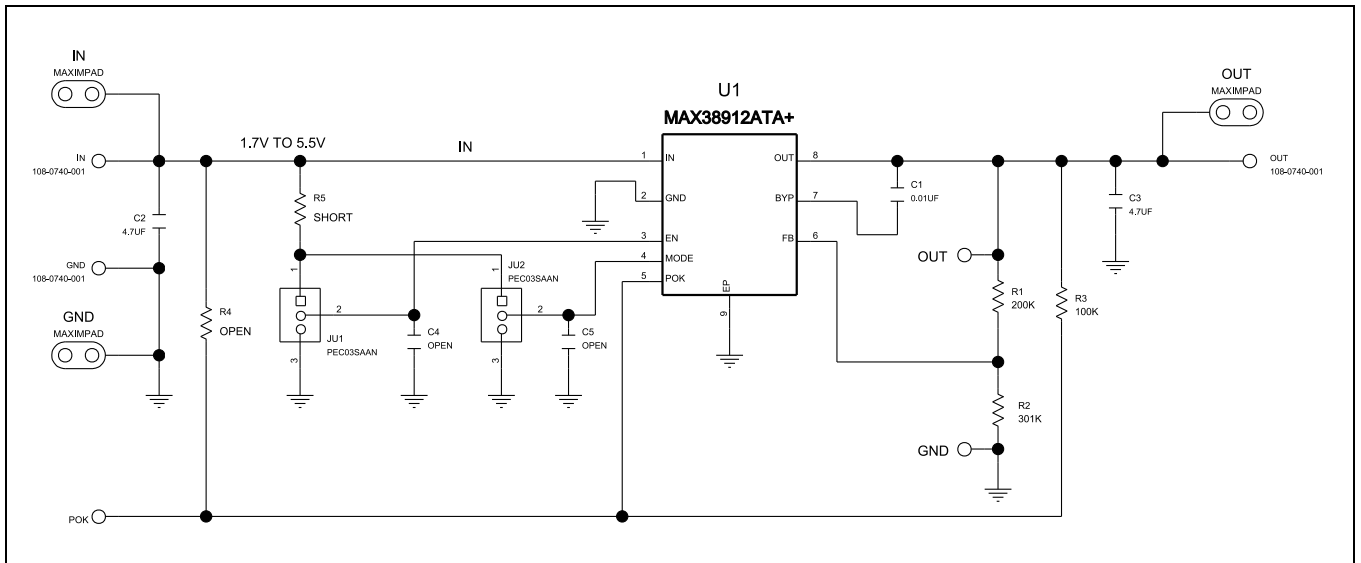 IN
MAXIMPAD
OUT
MAXIMPAD
U1
MAX38912ATA+
1.7V TO 5.5V
IN
IN
108-0740-001
1
IN
OUT
8
OUT
108-0740-001
R5
SHORT
2
GND
BYP
7
C1
0.01UF
C3
4.7UF
C2
4.7UF
3
EN
FB
6
4
MODE
5
POK
EP
9
GND
108-0740-001
OUT
JU2
PEC03SAAN
1
1
2
2
3
3
R1
200K
R3
100K
GND
MAXIMPAD
R4
OPEN
JU1
PEC03SAAN
C4
OPEN
C5
OPEN
R2
301K
GND
POK